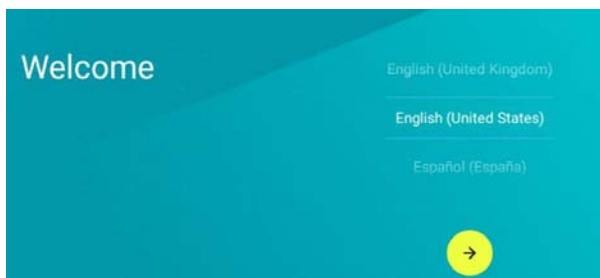 Welcome
English (United Kingdom)
English (United States)
Español (España)